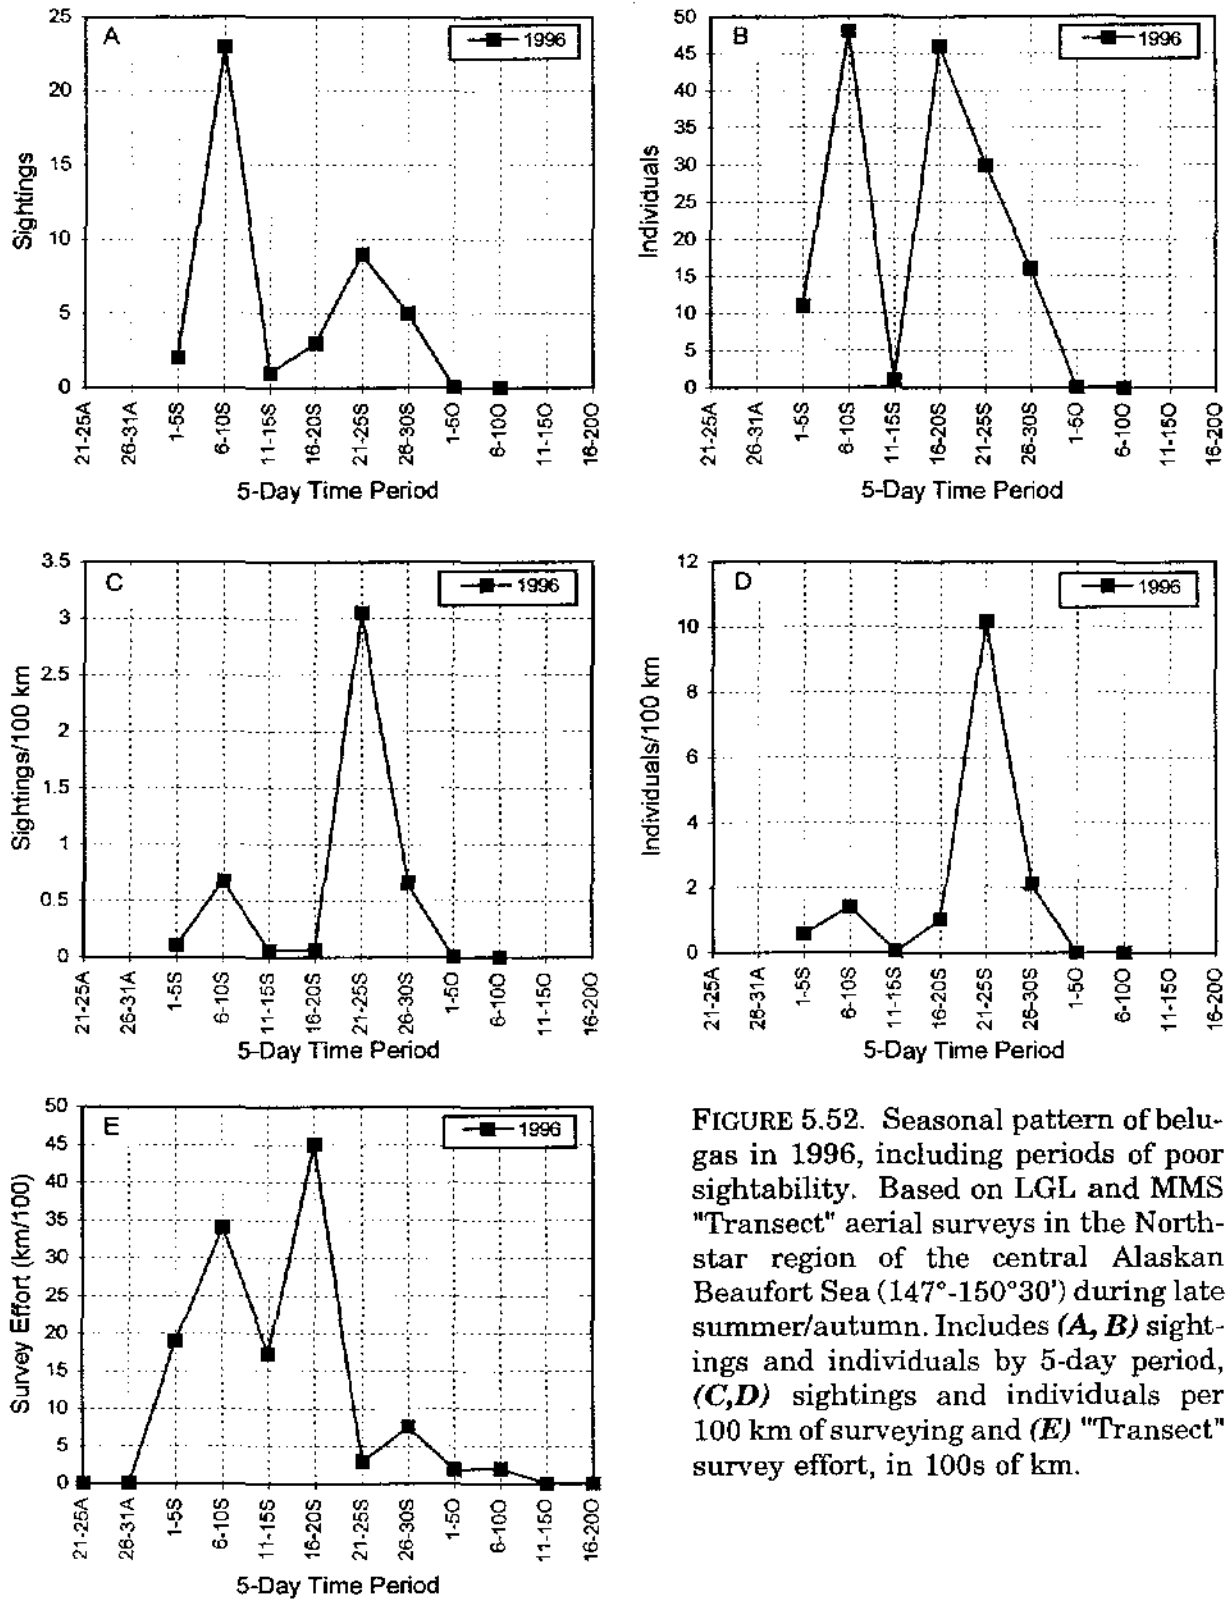 A
1996
25
20
15
10
5
0
Sightings
21-25A
26-31A
1-5S
6-10S
11-15S
16-20S
21-25S
26-30S
1-5O
6-10O
11-15O
16-20O
5-Day Time Period
B
1996
50
45
40
35
30
25
20
15
10
5
0
Individuals
21-25A
26-31A
1-5S
6-10S
11-15S
16-20S
21-25S
26-30S
1-5O
6-10O
11-15O
16-20O
5-Day Time Period
C
1996
3.5
3
2.5
2
1.5
1
0.5
0
Sightings/100 km
21-25A
26-31A
1-5S
6-10S
11-15S
16-20S
21-25S
26-30S
1-5O
6-10O
11-15O
16-20O
5-Day Time Period
D
1996
12
10
8
6
4
2
0
Individuals/100 km
21-25A
26-31A
1-5S
6-10S
11-15S
16-20S
21-25S
26-30S
1-5O
6-10O
11-15O
16-20O
5-Day Time Period
E
1996
50
45
40
35
30
25
20
15
10
5
0
Survey Effort (km/100)
21-25A
26-31A
1-5S
6-10S
11-15S
16-20S
21-25S
26-30S
1-5O
6-10O
11-15O
16-20O
5-Day Time Period
FIGURE 5.52. Seasonal pattern of belu-
gas in 1996, including periods of poor
sightability. Based on LGL and MMS
"Transect" aerial surveys in the North-
star region of the central Alaskan
Beaufort Sea (147°-150°30') during late
summer/autumn. Includes (A, B) sight-
ings and individuals by 5-day period,
(C,D) sightings and individuals per
100 km of surveying and (E) "Transect"
survey effort, in 100s of km.